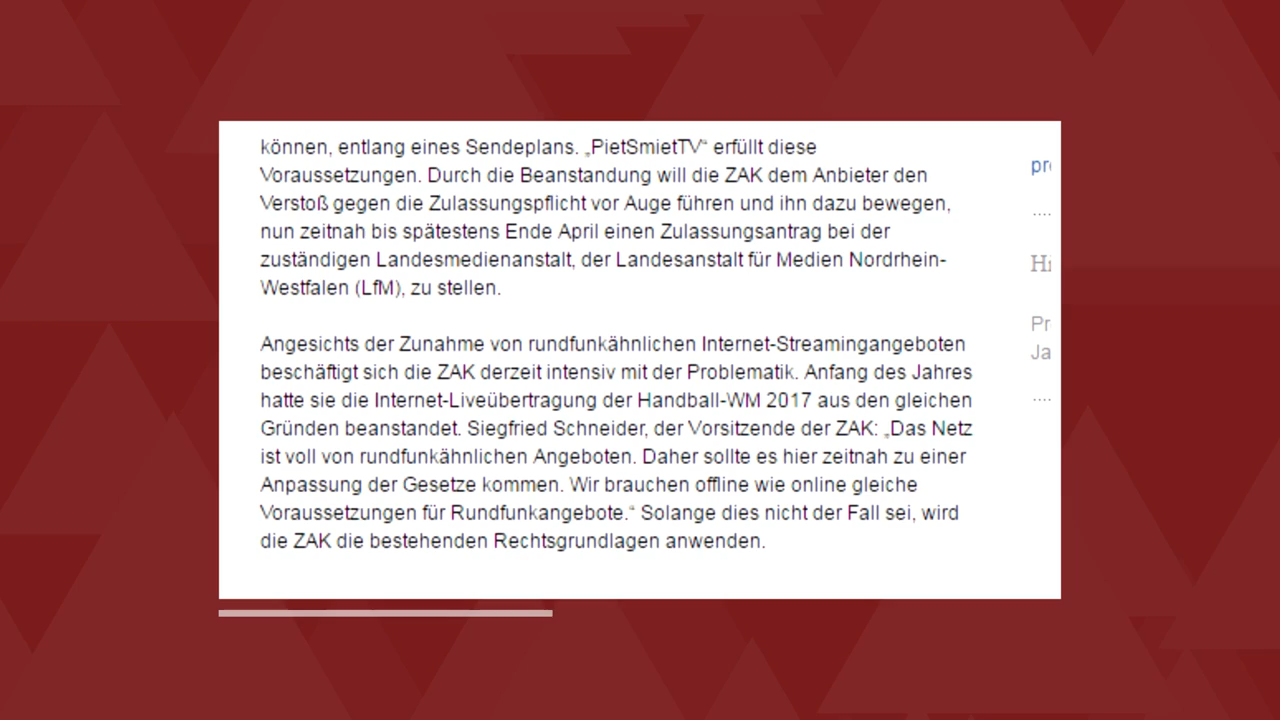 können, entlang eines Sendeplans. „PietSmietTV“ erfüllt diese
Voraussetzungen. Durch die Beanstandung will die ZAK dem Anbieter den
Verstoß gegen die Zulassungspflicht vor Auge führen und ihn dazu bewegen,
nun zeitnah bis spätestens Ende April einen Zulassungsantrag bei der
zuständigen Landesmedienanstalt, der Landesanstalt für Medien Nordrhein-
Westfalen (LfM), zu stellen.
Angesichts der Zunahme von rundfunkähnlichen Internet-Streamingangeboten
beschäftigt sich die ZAK derzeit intensiv mit der Problematik. Anfang des Jahres
hatte sie die Internet-Liveübertragung der Handball-WM 2017 aus den gleichen
Gründen beanstandet. Siegfried Schneider, der Vorsitzende der ZAK: „Das Netz
ist voll von rundfunkähnlichen Angeboten. Daher sollte es hier zeitnah zu einer
Anpassung der Gesetze kommen. Wir brauchen offline wie online gleiche
Voraussetzungen für Rundfunkangebote.“ Solange dies nicht der Fall sei, wird
die ZAK die bestehenden Rechtsgrundlagen anwenden.
Pr
Ja